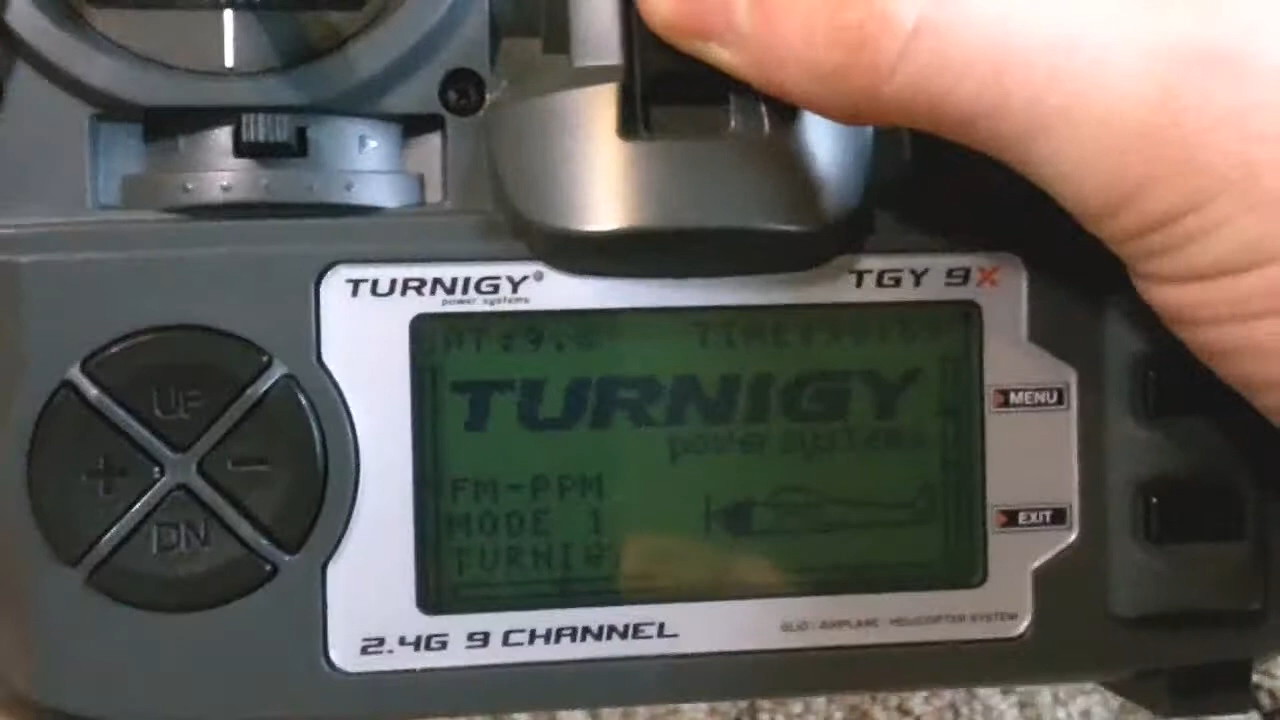 TURNIGY®
power systems
TGY 9X
TURNIGY
power systems
FM-PPM
MODE 1
UP
+ −
DN
MENU
EXIT
2.4G 9 CHANNEL
GLID / AIRPLANE / HELICOPTER SYSTEM